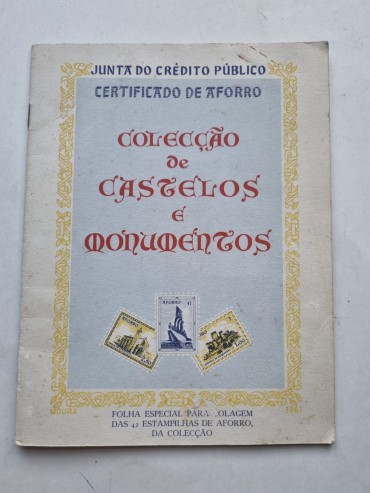 JUNTA DO CRÉDITO PÚBLICO
CERTIFICADO DE AFORRO
COLECÇÃO
de
CASTELOS
E
MONUMENTOS
AFORRO
FOLHA ESPECIAL PARA COLAGEM
DAS 42 ESTAMPILHAS DE AFORRO,
DA COLECÇÃO